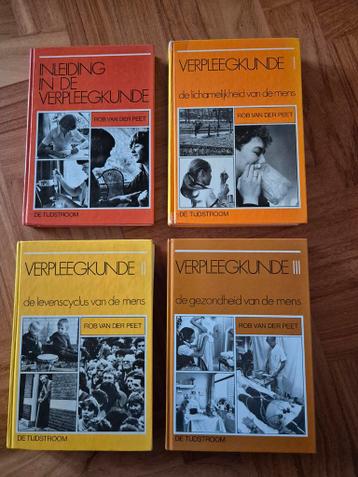 INLEIDING
IN DE
VERPLEEGKUNDE
ROB VAN DER PEET
DE TIJDSTROOM
VERPLEEGKUNDE I
de lichamelijkheid van de mens
ROB VAN DER PEET
DE TIJDSTROOM
VERPLEEGKUNDE II
de levenscyclus van de mens
ROB VAN DER PEET
DE TIJDSTROOM
VERPLEEGKUNDE III
de gezondheid van de mens
ROB VAN DER PEET
DE TIJDSTROOM